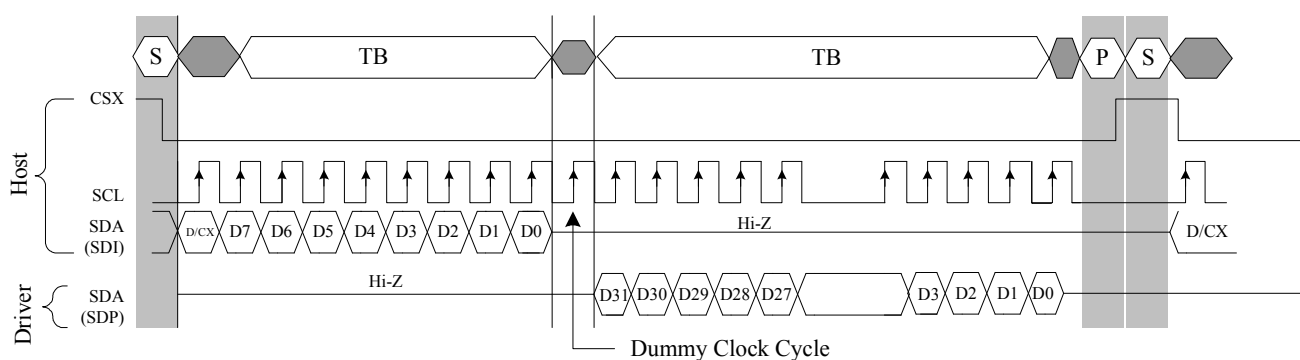 S TB TB P S
CSX
Host
SCL
SDA
(SDI)
D/CX D7 D6 D5 D4 D3 D2 D1 D0 Hi-Z D/CX
Driver
SDA
(SDP)
Hi-Z D31 D30 D29 D28 D27 D3 D2 D1 D0
Dummy Clock Cycle